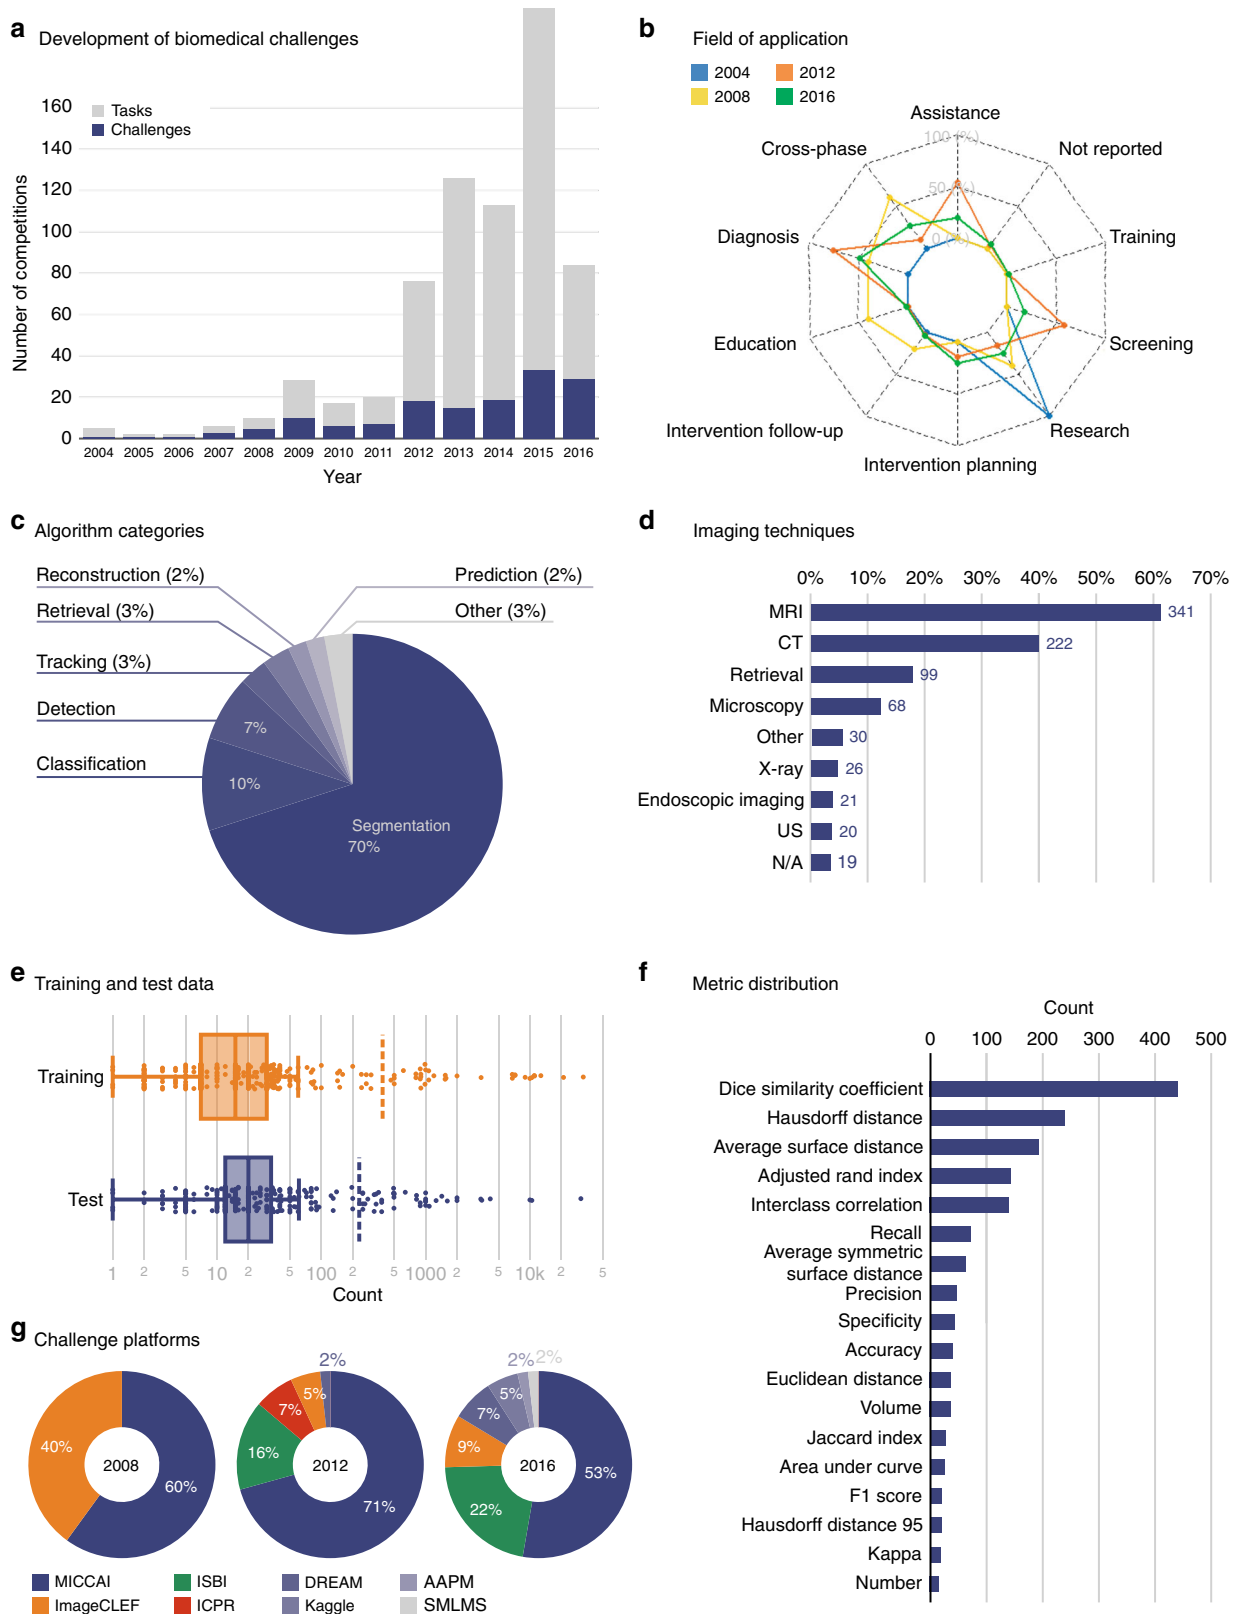 a Development of biomedical challenges
Tasks
Challenges
160
140
120
100
80
60
40
20
0
Number of competitions
2004 2005 2006 2007 2008 2009 2010 2011 2012 2013 2014 2015 2016
Year
b Field of application
2004 2012
2008 2016
Assistance
100 (%)
50 (%)
0 (%)
Cross-phase
Not reported
Diagnosis
Training
Education
Screening
Intervention follow-up
Research
Intervention planning
c Algorithm categories
Reconstruction (2%)
Prediction (2%)
Retrieval (3%)
Other (3%)
Tracking (3%)
Detection
7%
Classification
10%
Segmentation
70%
d Imaging techniques
0% 10% 20% 30% 40% 50% 60% 70%
MRI 341
CT 222
Retrieval 99
Microscopy 68
Other 30
X-ray 26
Endoscopic imaging 21
US 20
N/A 19
e Training and test data
Training
Test
1 2 5 10 2 5 100 2 5 1000 2 10k 2 5
Count
f Metric distribution
Count
0 100 200 300 400 500
Dice similarity coefficient
Hausdorff distance
Average surface distance
Adjusted rand index
Interclass correlation
Recall
Average symmetric
surface distance
Precision
Specificity
Accuracy
Euclidean distance
Volume
Jaccard index
Area under curve
F1 score
Hausdorff distance 95
Kappa
Number
g Challenge platforms
40%
2008
60%
2%
5%
7%
16%
2012
71%
2% 2%
5%
7%
9%
22%
2016
53%
MICCAI ISBI DREAM AAPM
ImageCLEF ICPR Kaggle SMLMS